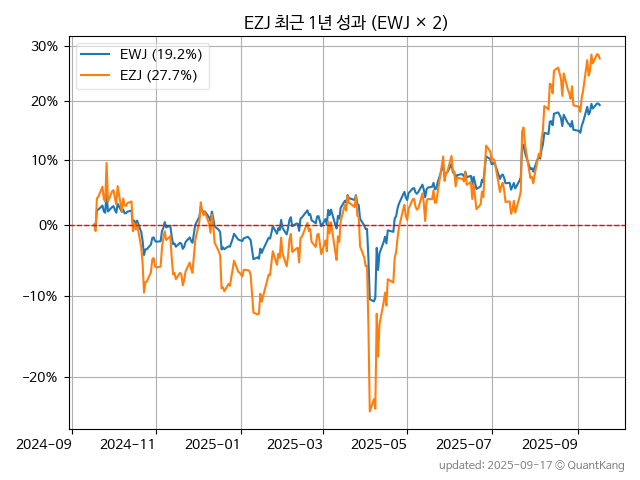 EZJ 최근 1년 성과 (EWJ × 2)
EWJ (19.2%)
EZJ (27.7%)
30%
20%
10%
0%
−10%
−20%
2024-09 2024-11 2025-01 2025-03 2025-05 2025-07 2025-09
updated: 2025-09-17 © QuantKang